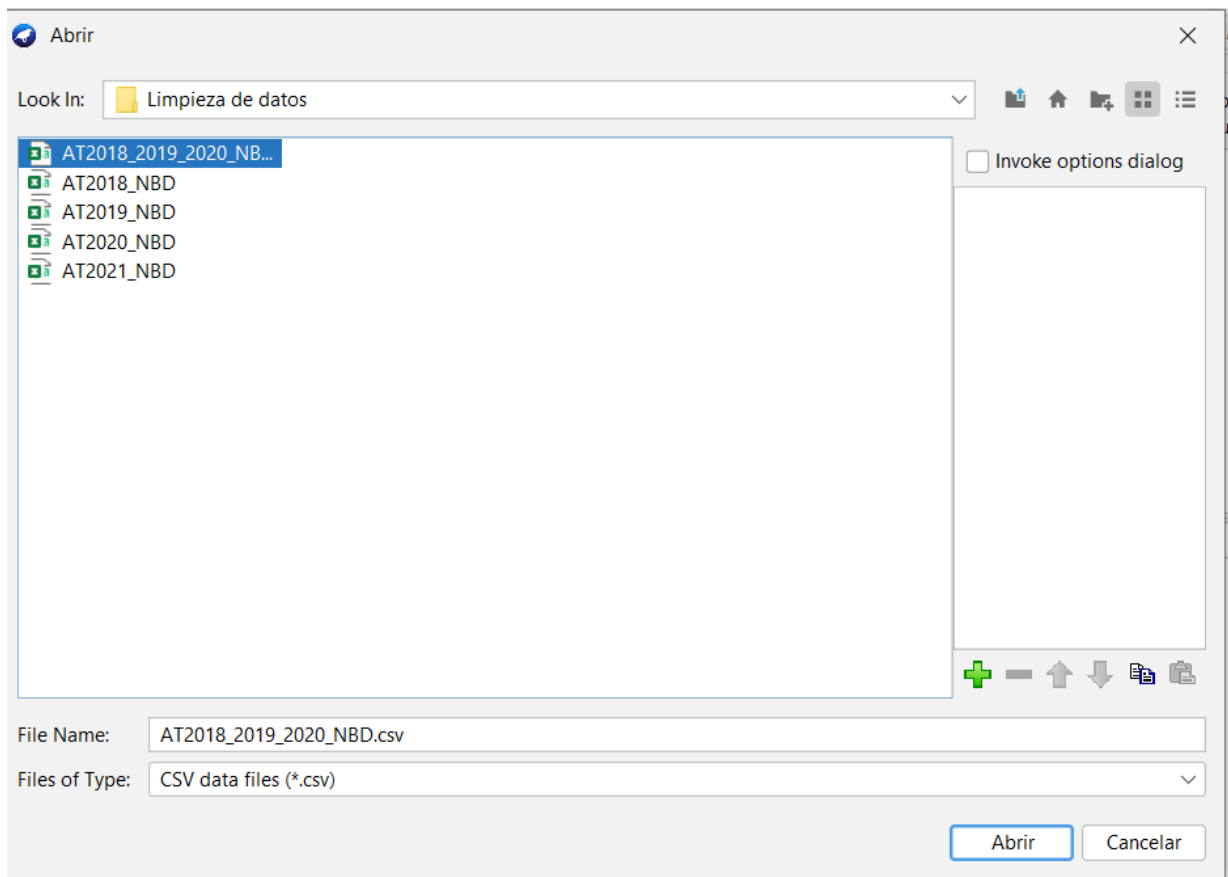 Abrir
Look In: Limpieza de datos
AT2018_2019_2020_NB...
Invoke options dialog
AT2018_NBD
AT2019_NBD
AT2020_NBD
AT2021_NBD
File Name: AT2018_2019_2020_NBD.csv
Files of Type: CSV data files (*.csv)
Abrir Cancelar